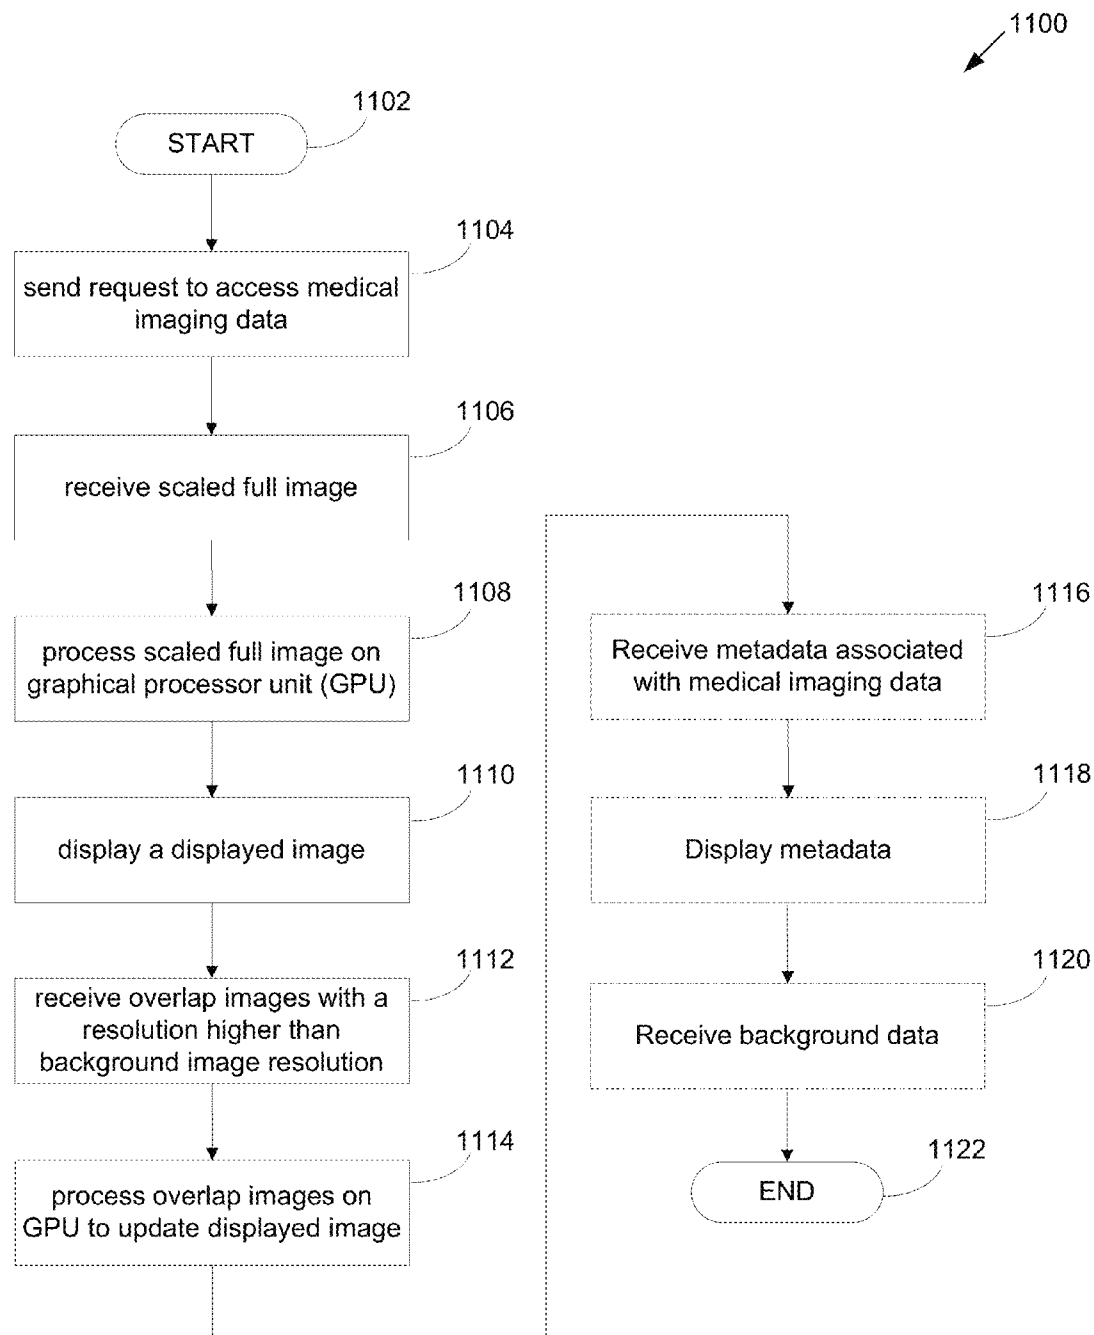 1100
1102
START
1104
send request to access medical
imaging data
1106
receive scaled full image
1108
process scaled full image on
graphical processor unit (GPU)
1110
display a displayed image
1112
receive overlap images with a
resolution higher than
background image resolution
1114
process overlap images on
GPU to update displayed image
1116
Receive metadata associated
with medical imaging data
1118
Display metadata
1120
Receive background data
1122
END